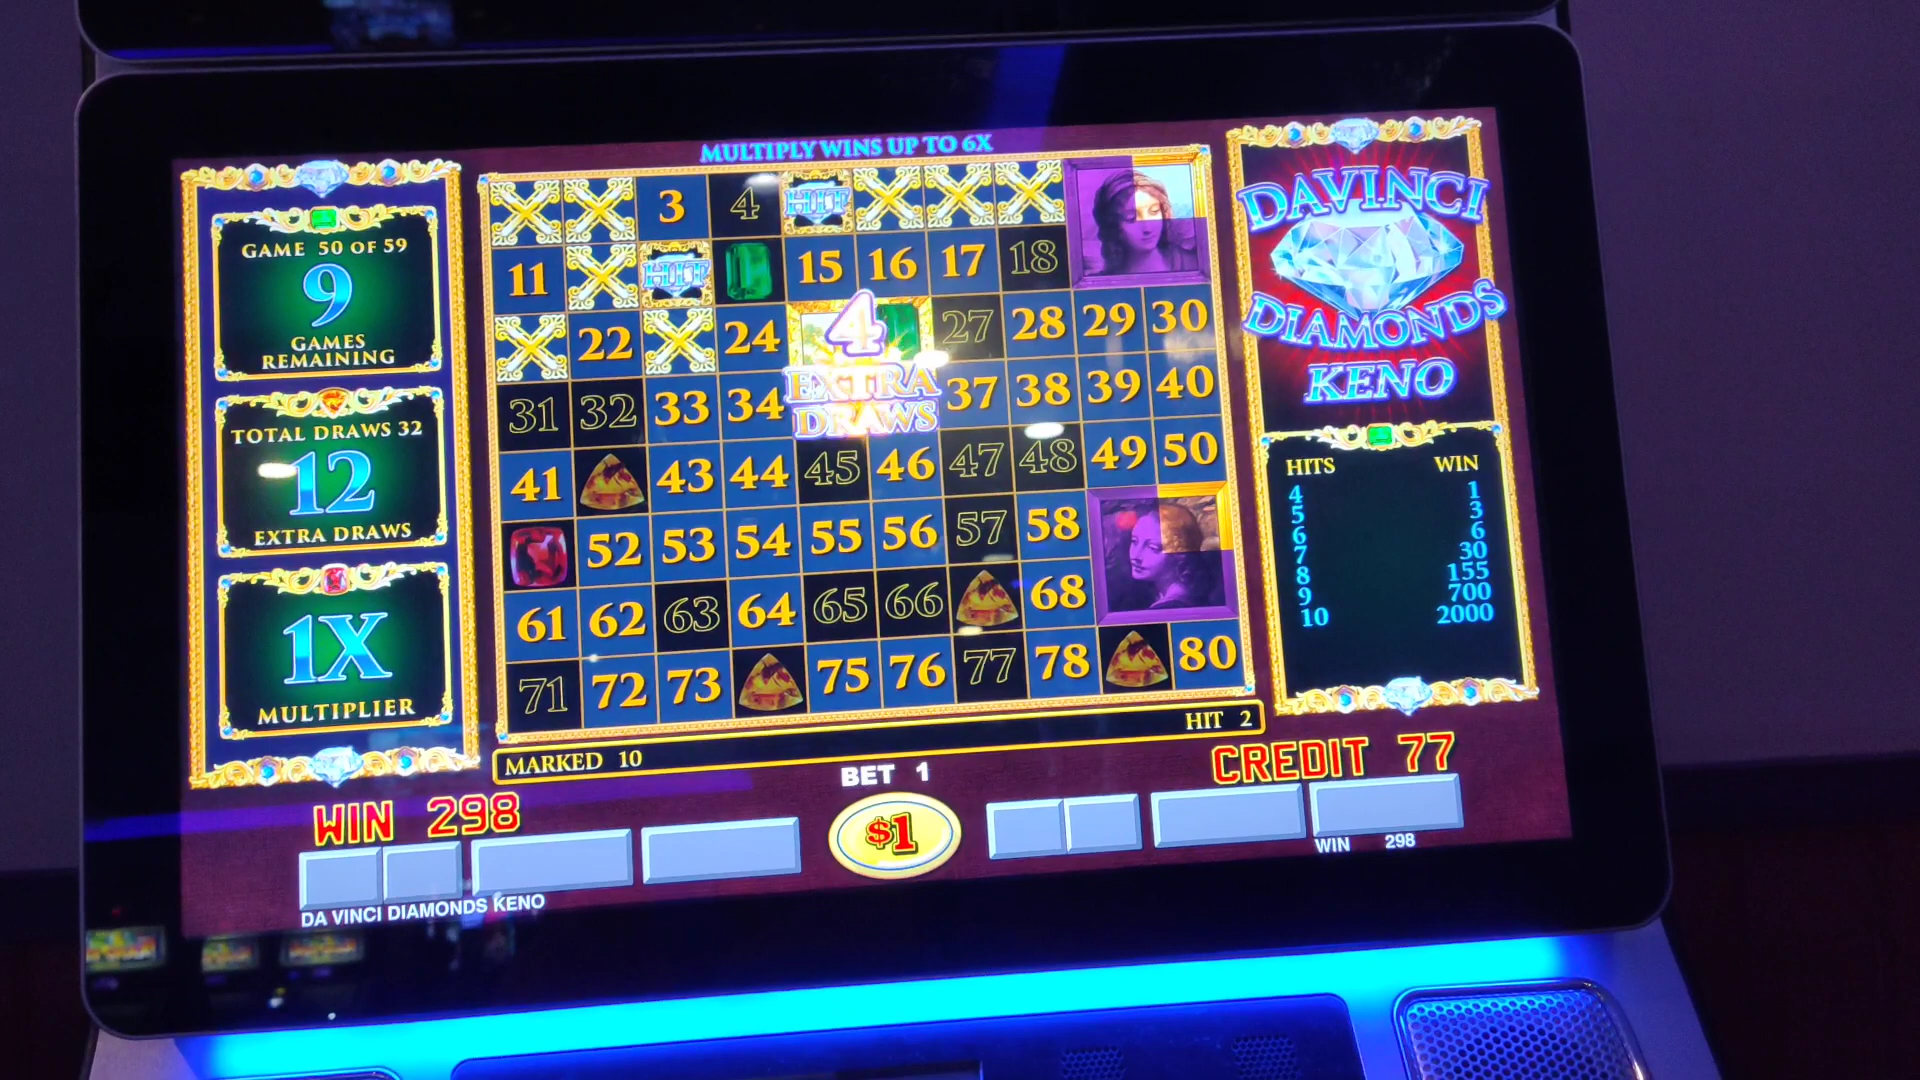 MULTIPLY WINS UP TO 6X
GAME 50 OF 59
9
GAMES
REMAINING
TOTAL DRAWS 32
12
EXTRA DRAWS
1X
MULTIPLIER
3 4 HIT
11 HIT 15 16 17 18
22 24 27 28 29 30
31 32 33 34 37 38 39 40
41 43 44 45 46 47 48 49 50
52 53 54 55 56 57 58
61 62 63 64 65 66 68
71 72 73 75 76 77 78 80
4
EXTRA
DRAWS
MARKED 10
HIT 2
DAVINCI
DIAMONDS
KENO
HITS WIN
4 1
5 3
6 6
7 30
8 155
9 700
10 2000
WIN 298
BET 1
CREDIT 77
$1
WIN 298
DA VINCI DIAMONDS KENO